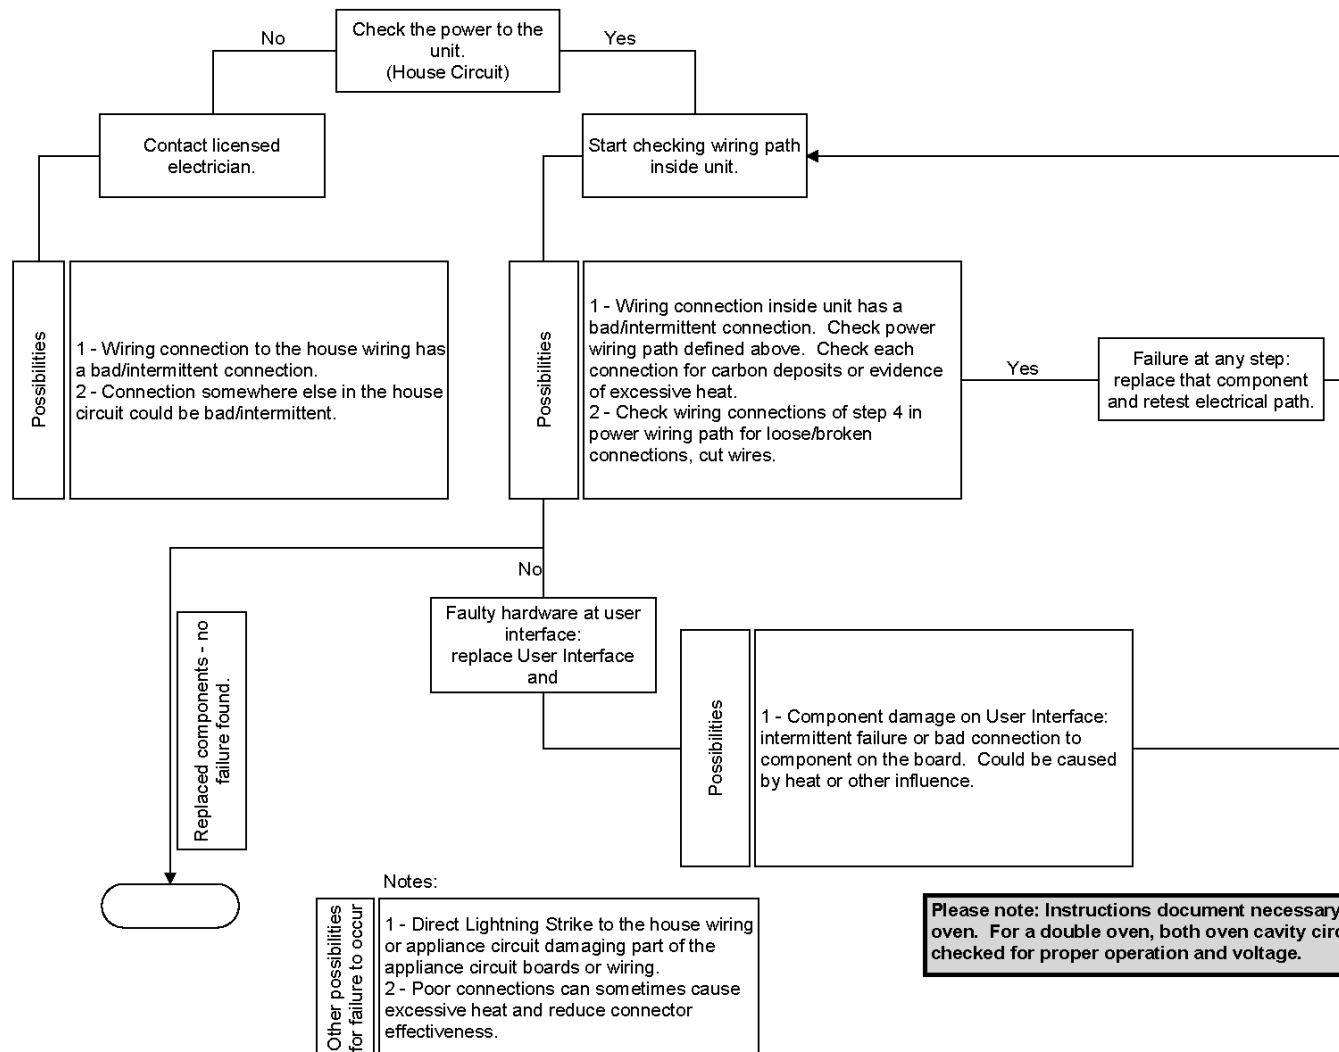 Check the power to the
unit.
(House Circuit)
No
Yes
Contact licensed
electrician.
Start checking wiring path
inside unit.
Possibilities
1 - Wiring connection to the house wiring has
a bad/intermittent connection.
2 - Connection somewhere else in the house
circuit could be bad/intermittent.
Possibilities
1 - Wiring connection inside unit has a
bad/intermittent connection.  Check power
wiring path defined above.  Check each
connection for carbon deposits or evidence
of excessive heat.
2 - Check wiring connections of step 4 in
power wiring path for loose/broken
connections, cut wires.
Yes
Failure at any step:
replace that component
and retest electrical path.
No
Faulty hardware at user
interface:
replace User Interface
and
Replaced components - no
failure found.
Possibilities
1 - Component damage on User Interface:
intermittent failure or bad connection to
component on the board.  Could be caused
by heat or other influence.
Notes:
Other possibilities
for failure to occur
1 - Direct Lightning Strike to the house wiring
or appliance circuit damaging part of the
appliance circuit boards or wiring.
2 - Poor connections can sometimes cause
excessive heat and reduce connector
effectiveness.
Please note: Instructions document necessary
oven.  For a double oven, both oven cavity circ
checked for proper operation and voltage.